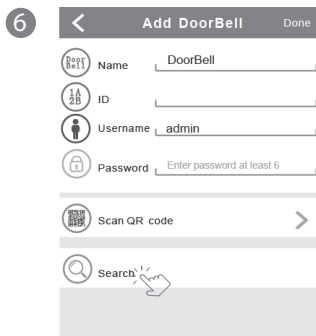 6
Add DoorBell Done
Door Bell Name DoorBell
1A 2B ID
Username admin
Password Enter password at least 6
Scan QR code
Search